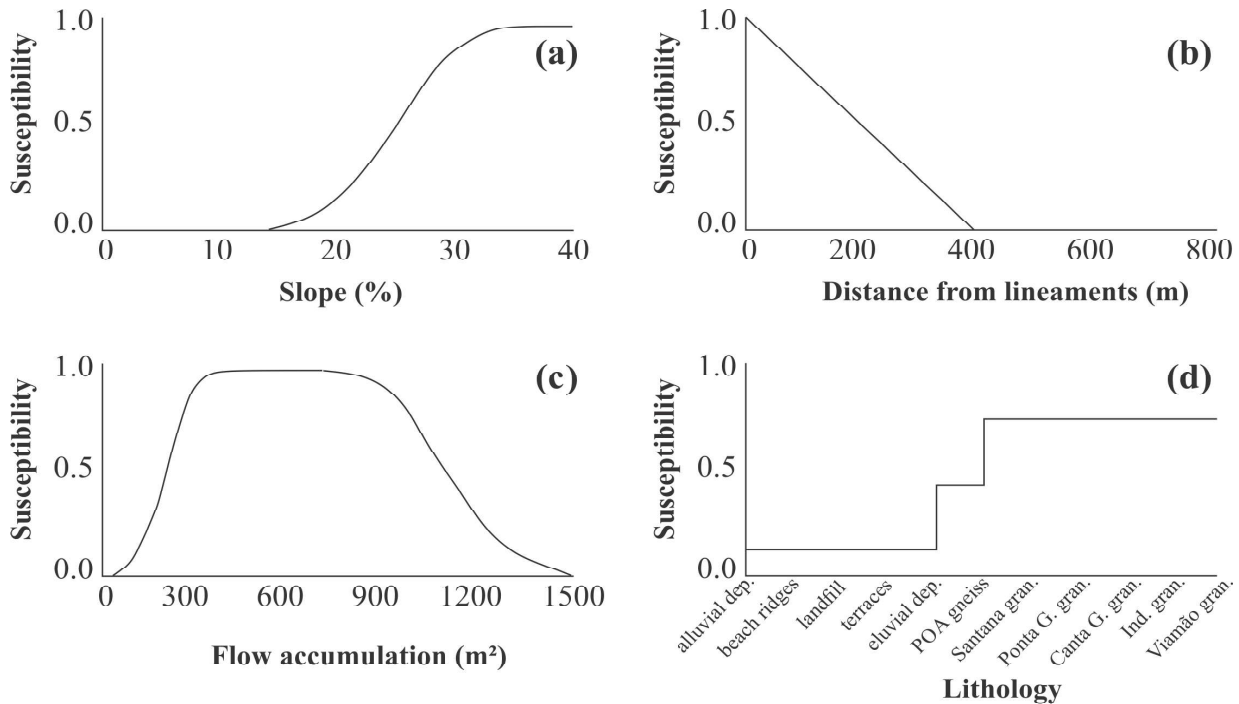 1.0
0.5
0.0
Susceptibility
(a)
0 10 20 30 40
Slope (%)
1.0
0.5
0.0
Susceptibility
(b)
0 200 400 600 800
Distance from lineaments (m)
1.0
0.5
0.0
Susceptibility
(c)
0 300 600 900 1200 1500
Flow accumulation (m²)
1.0
0.5
0.0
Susceptibility
(d)
alluvial dep.
beach ridges
landfill
terraces
eluvial dep.
POA gneiss
Santana gran.
Ponta G. gran.
Canta G. gran.
Ind. gran.
Viamão gran.
Lithology